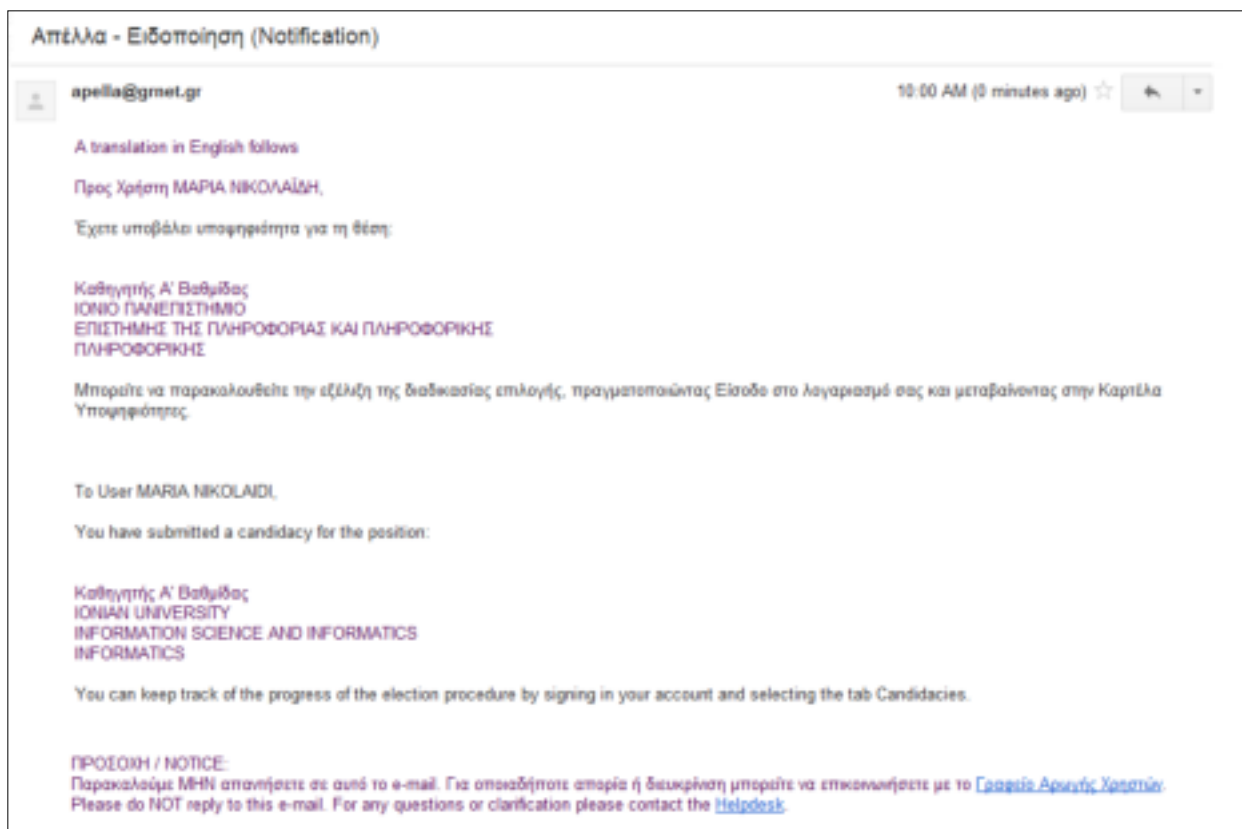 Απέλλα - Ειδοποίηση (Notification)
apella@grnet.gr
10:00 AM (0 minutes ago)
A translation in English follows
Προς Χρήστη ΜΑΡΙΑ ΝΙΚΟΛΑΪΔΗ,
Έχετε υποβάλει υποψηφιότητα για τη θέση:
Καθηγητής Α' Βαθμίδας
ΙΟΝΙΟ ΠΑΝΕΠΙΣΤΗΜΙΟ
ΕΠΙΣΤΗΜΗΣ ΤΗΣ ΠΛΗΡΟΦΟΡΙΑΣ ΚΑΙ ΠΛΗΡΟΦΟΡΙΚΗΣ
ΠΛΗΡΟΦΟΡΙΚΗΣ
Μπορείτε να παρακολουθείτε την εξέλιξη της διαδικασίας επιλογής, πραγματοποιώντας Είσοδο στο λογαριασμό σας και μεταβαίνοντας στην Καρτέλα
Υποψηφιότητες.
To User MARIA NIKOLAIDI,
You have submitted a candidacy for the position:
Καθηγητής Α' Βαθμίδας
IONIAN UNIVERSITY
INFORMATION SCIENCE AND INFORMATICS
INFORMATICS
You can keep track of the progress of the election procedure by signing in your account and selecting the tab Candidacies.
ΠΡΟΣΟΧΗ / NOTICE:
Παρακαλούμε ΜΗΝ απαντήσετε σε αυτό το e-mail. Για οποιαδήποτε απορία ή διευκρίνιση μπορείτε να επικοινωνήσετε με το Γραφείο Αρωγής Χρηστών.
Please do NOT reply to this e-mail. For any questions or clarification please contact the Helpdesk.